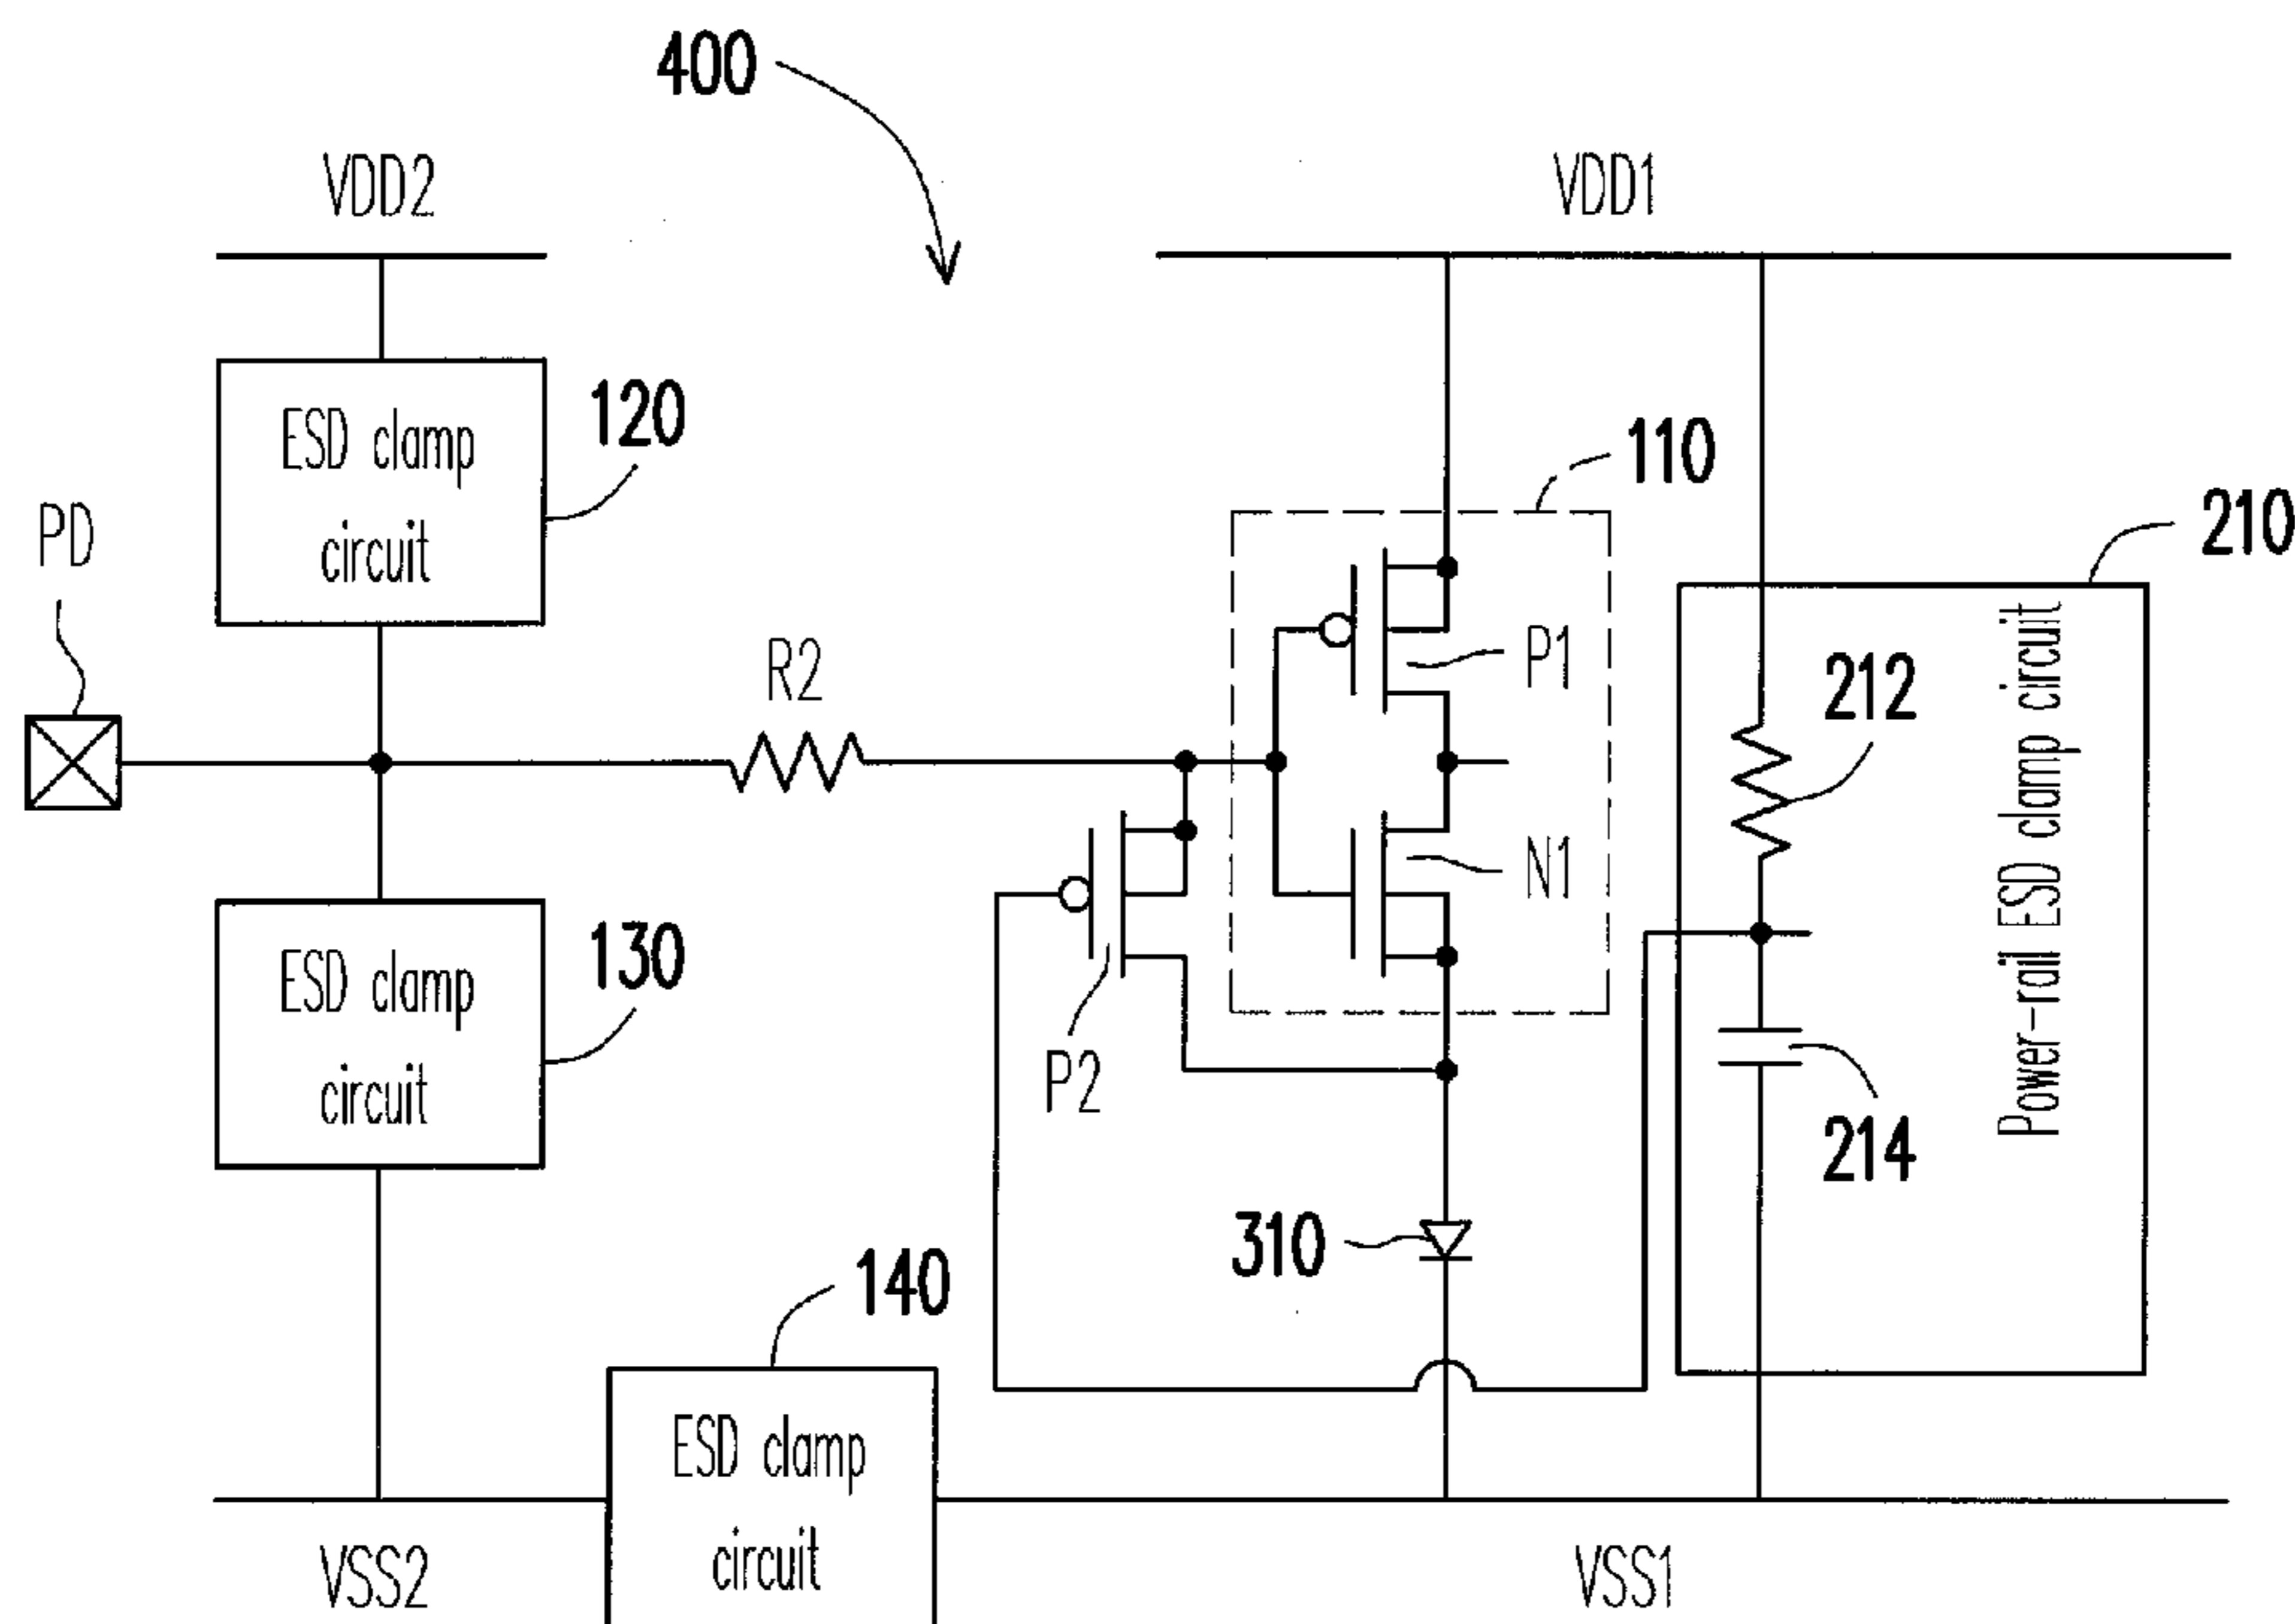 400
VDD2
VDD1
ESD clamp
circuit
120
110
210
PD
R2
P1
212
Power-rail ESD clamp circuit
N1
ESD clamp
circuit
130
P2
214
310
140
ESD clamp
circuit
VSS2
VSS1